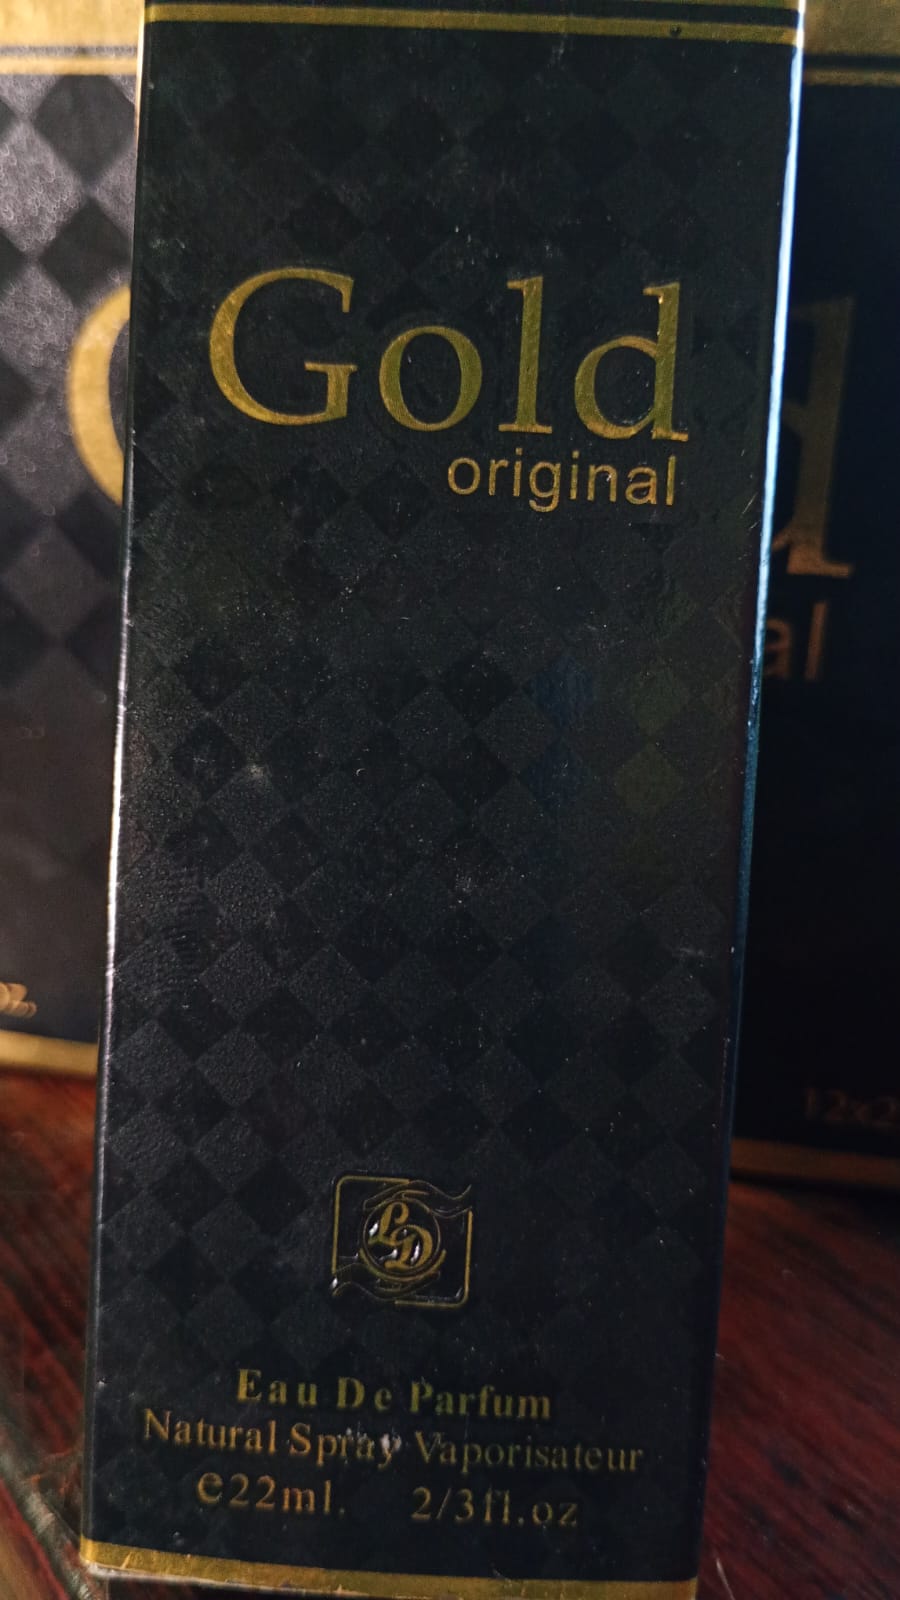 Gold
original
LD
Eau De Parfum
Natural Spray Vaporisateur
e22ml. 2/3fl.oz